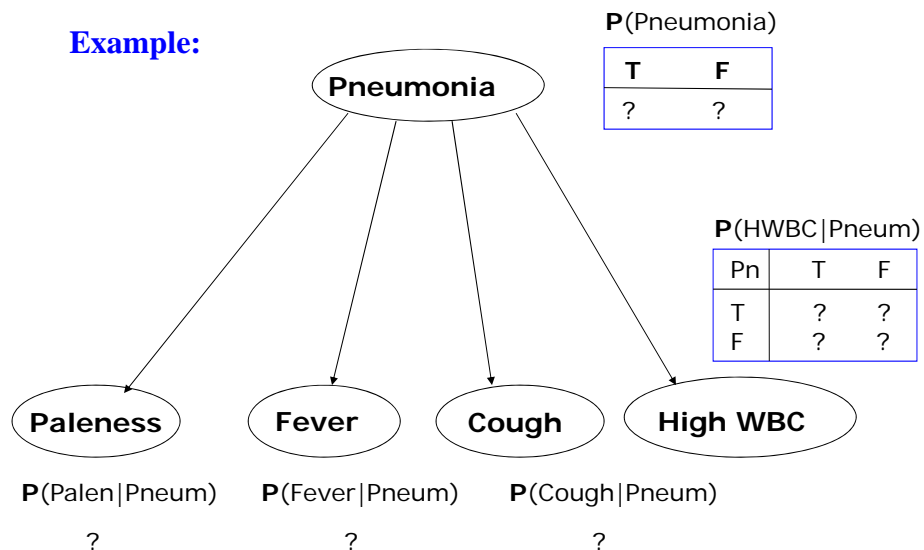 Example:
P(Pneumonia)
T F
? ?
Pneumonia
P(HWBC|Pneum)
Pn T F
T ? ?
F ? ?
Paleness Fever Cough High WBC
P(Palen|Pneum) P(Fever|Pneum) P(Cough|Pneum)
? ? ?